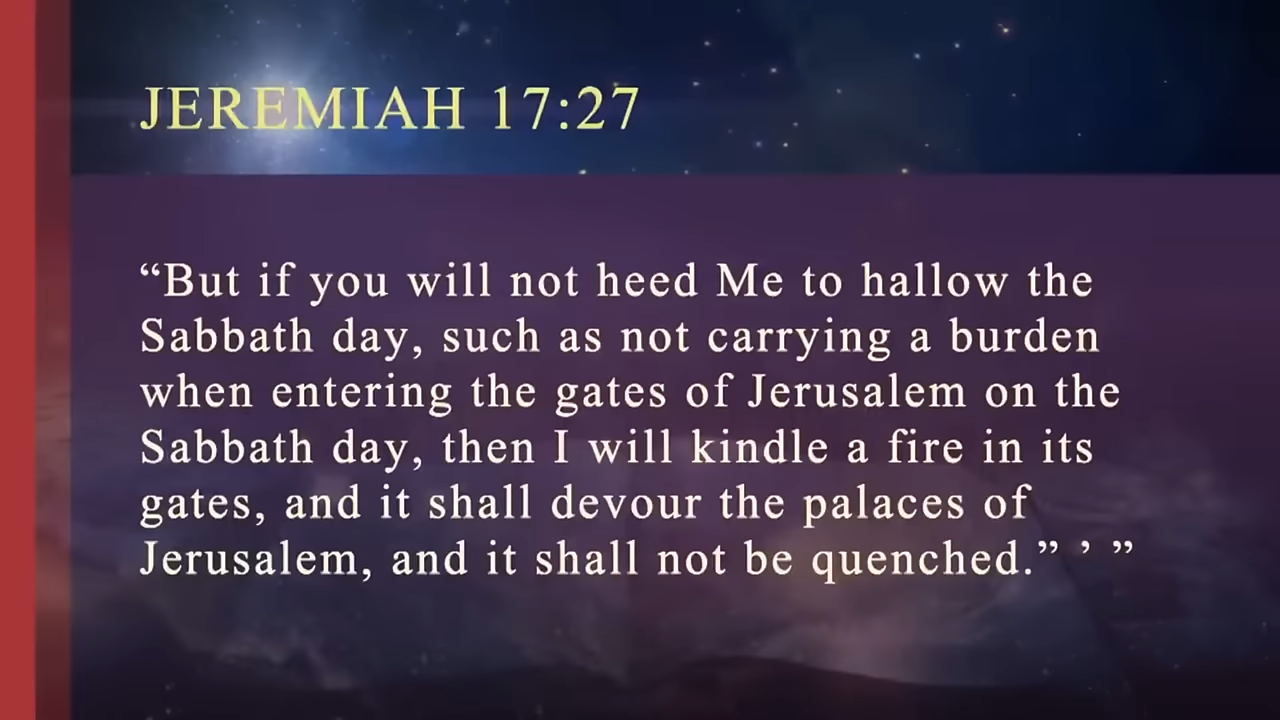 JEREMIAH 17:27
“But if you will not heed Me to hallow the
Sabbath day, such as not carrying a burden
when entering the gates of Jerusalem on the
Sabbath day, then I will kindle a fire in its
gates, and it shall devour the palaces of
Jerusalem, and it shall not be quenched.” ’ ”